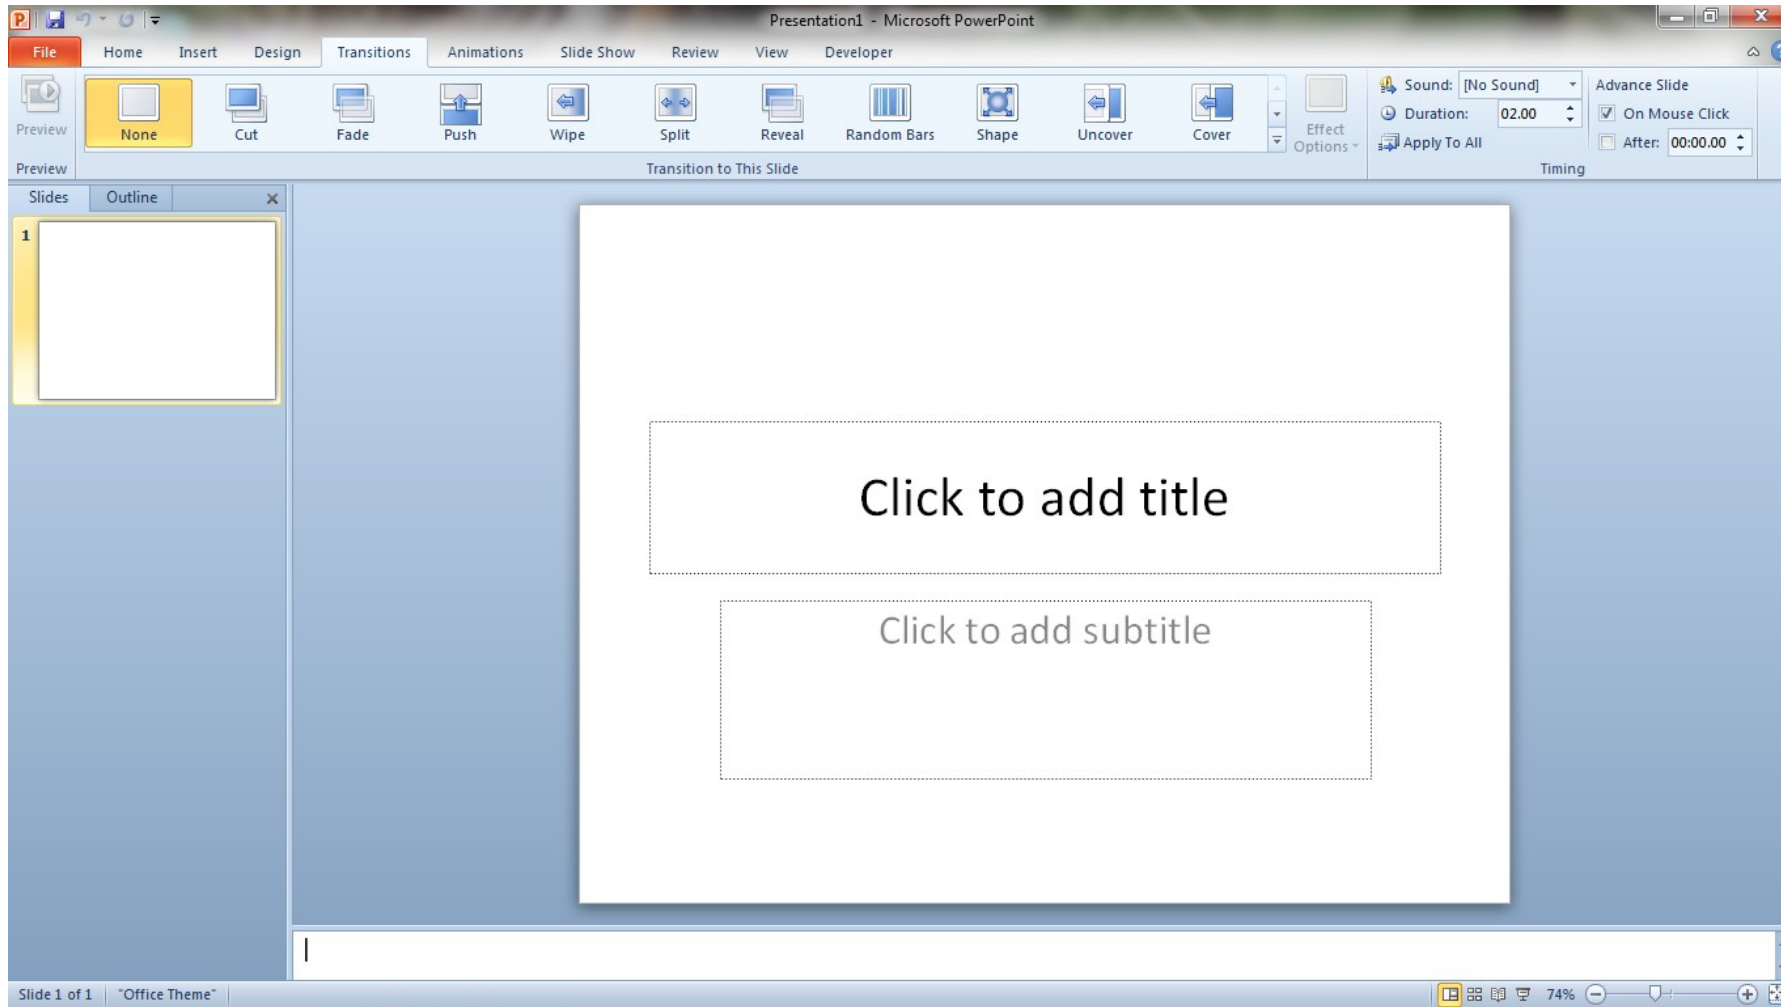 Presentation1 - Microsoft PowerPoint
File Home Insert Design Transitions Animations Slide Show Review View Developer
Preview
None Cut Fade Push Wipe Split Reveal Random Bars Shape Uncover Cover
Effect Options
Sound: [No Sound]
Duration: 02.00
Apply To All
Advance Slide
On Mouse Click
After: 00:00.00
Preview Transition to This Slide Timing
Slides Outline
1
Click to add title
Click to add subtitle
Slide 1 of 1 "Office Theme" 74%